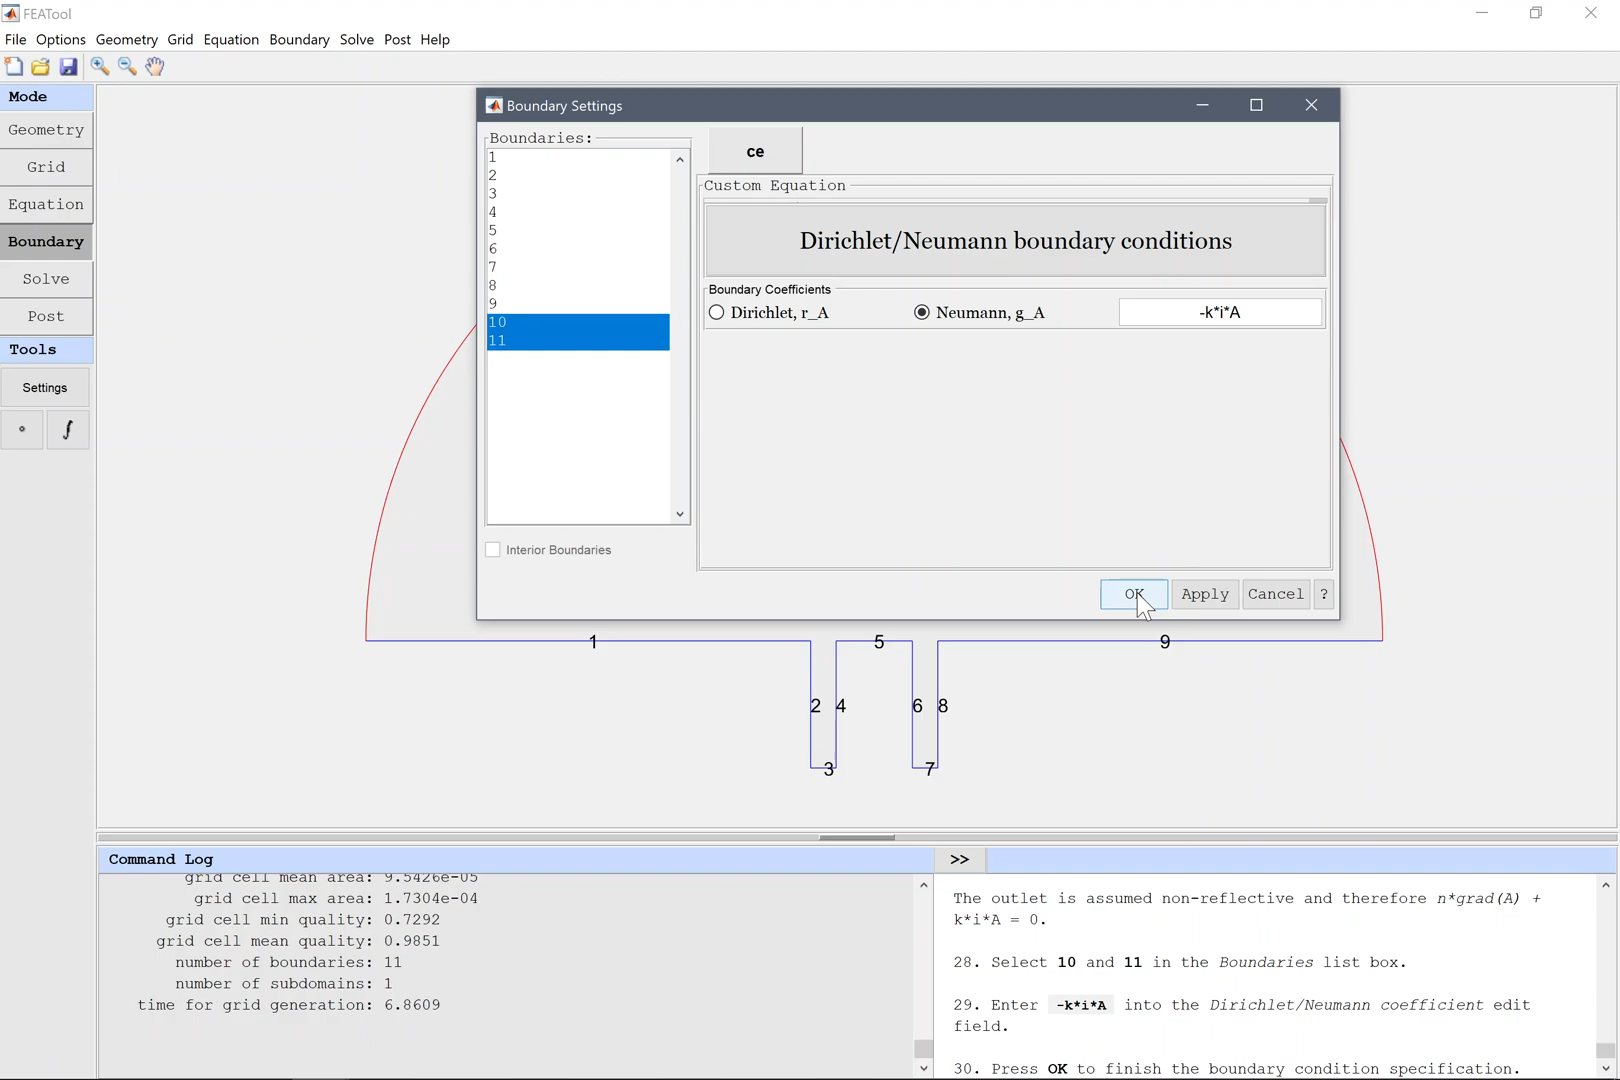 FEATool
File Options Geometry Grid Equation Boundary Solve Post Help
Mode
Geometry
Grid
Equation
Boundary
Solve
Post
Tools
Settings
∫
Boundary Settings
Boundaries:
1
2
3
4
5
6
7
8
9
10
11
Interior Boundaries
ce
Custom Equation
Dirichlet/Neumann boundary conditions
Boundary Coefficients
Dirichlet, r_A Neumann, g_A -k*i*A
OK Apply Cancel ?
1 5 9
2 4 6 8
3 7
Command Log
grid cell mean area: 9.5426e-05
grid cell max area: 1.7304e-04
grid cell min quality: 0.7292
grid cell mean quality: 0.9851
number of boundaries: 11
number of subdomains: 1
time for grid generation: 6.8609
>>
The outlet is assumed non-reflective and therefore n*grad(A) +
k*i*A = 0.
28. Select 10 and 11 in the Boundaries list box.
29. Enter -k*i*A into the Dirichlet/Neumann coefficient edit
field.
30. Press OK to finish the boundary condition specification.